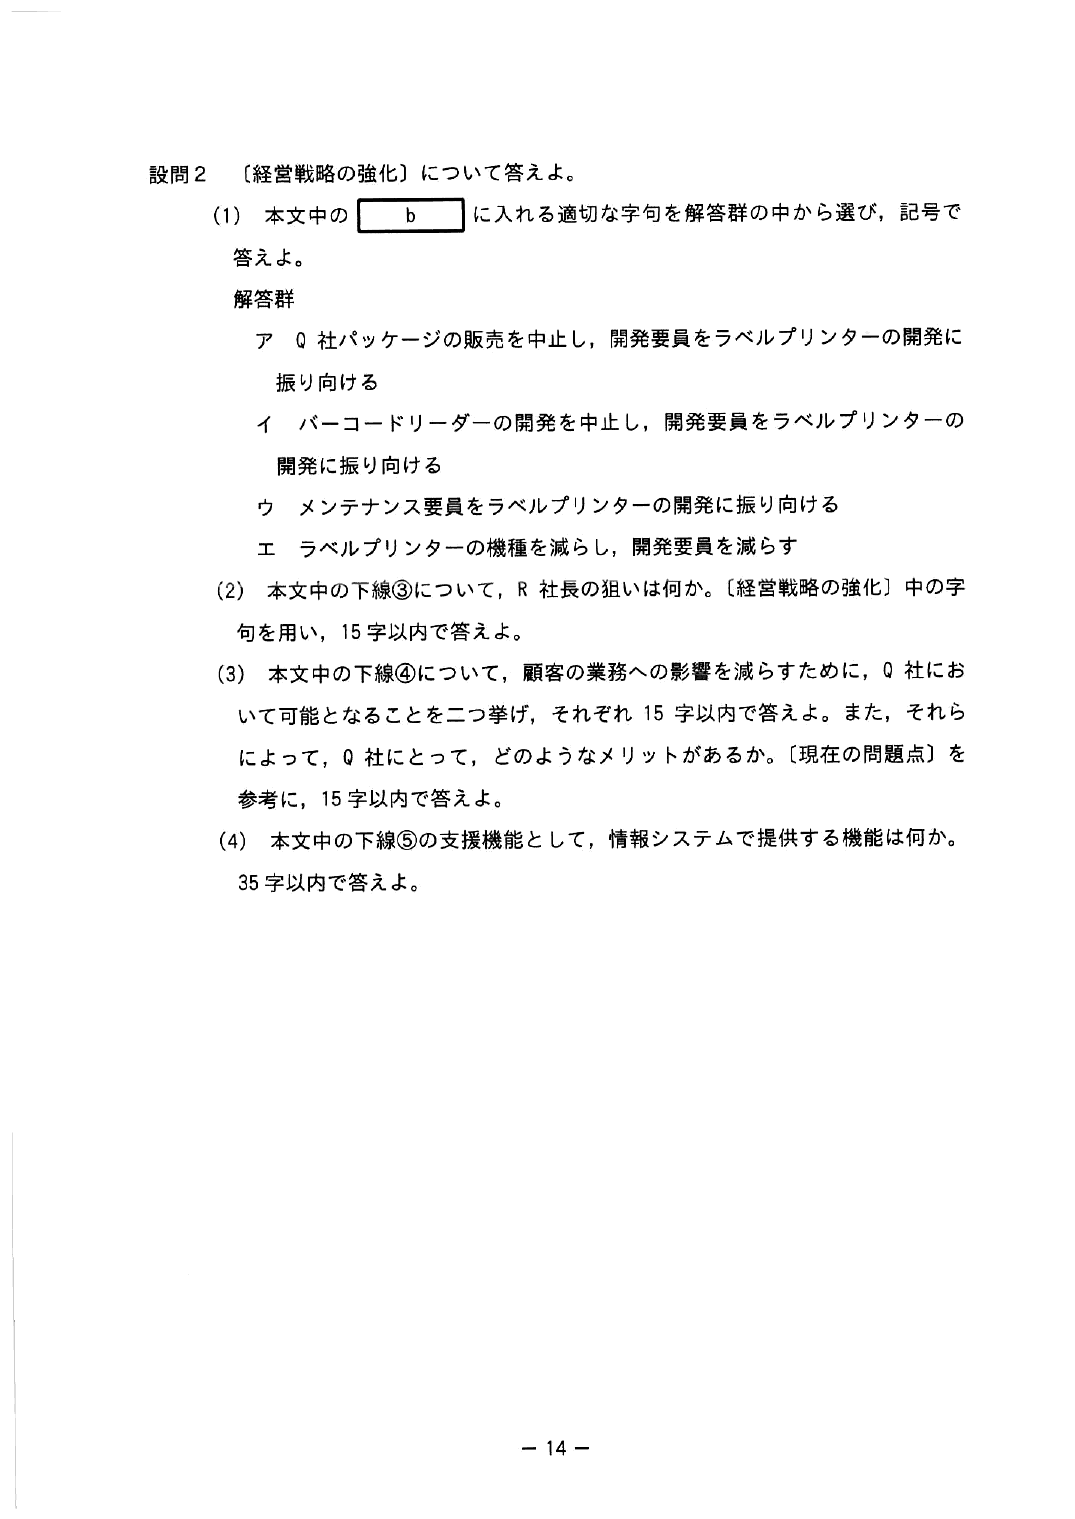 設問2 〔経営戦略の強化〕について答えよ。
(1) 本文中の b に入れる適切な字句を解答群の中から選び，記号で
答えよ。
解答群
ア Q 社パッケージの販売を中止し，開発要員をラベルプリンターの開発に
振り向ける
イ バーコードリーダーの開発を中止し，開発要員をラベルプリンターの
開発に振り向ける
ウ メンテナンス要員をラベルプリンターの開発に振り向ける
エ ラベルプリンターの機種を減らし，開発要員を減らす
(2) 本文中の下線③について，R 社長の狙いは何か。〔経営戦略の強化〕中の字
句を用い，15 字以内で答えよ。
(3) 本文中の下線④について，顧客の業務への影響を減らすために，Q 社にお
いて可能となることを二つ挙げ，それぞれ 15 字以内で答えよ。また，それら
によって，Q 社にとって，どのようなメリットがあるか。〔現在の問題点〕を
参考に，15 字以内で答えよ。
(4) 本文中の下線⑤の支援機能として，情報システムで提供する機能は何か。
35 字以内で答えよ。
－ 14 －